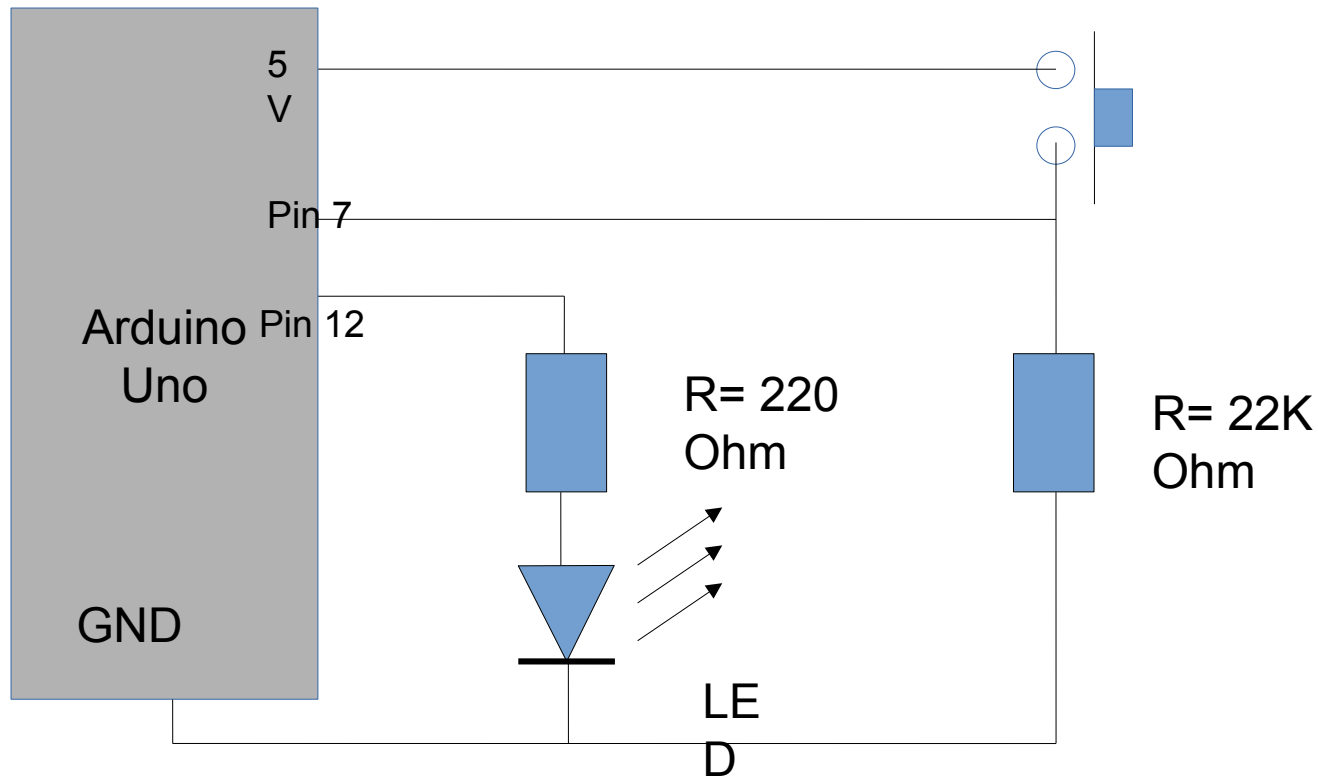 5
V
Pin 7
Arduino
Uno
Pin 12
R= 220
Ohm
R= 22K
Ohm
GND
LE
D